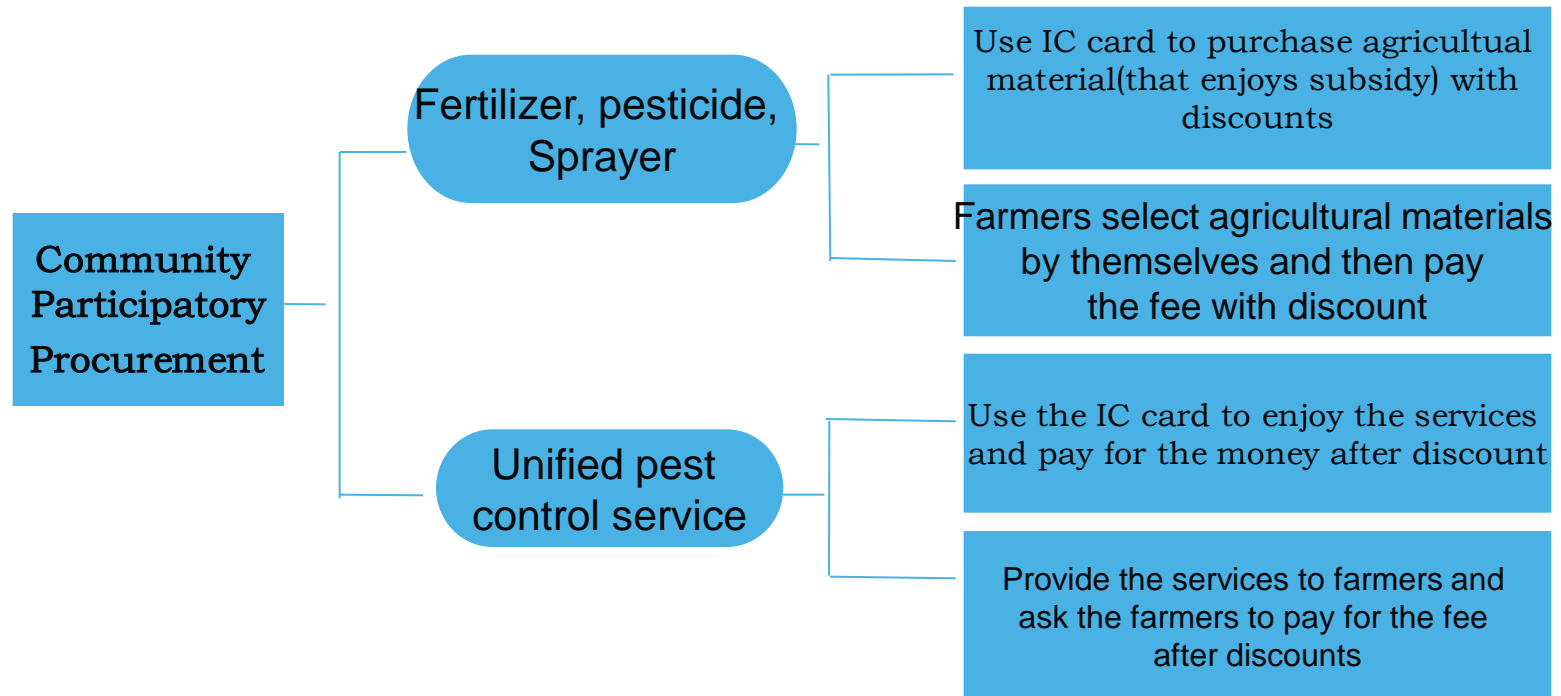 Community
Participatory
Procurement
Fertilizer, pesticide,
Sprayer
Use IC card to purchase agricultual
material(that enjoys subsidy) with
discounts
Farmers select agricultural materials
by themselves and then pay
the fee with discount
Unified pest
control service
Use the IC card to enjoy the services
and pay for the money after discount
Provide the services to farmers and
ask the farmers to pay for the fee
after discounts